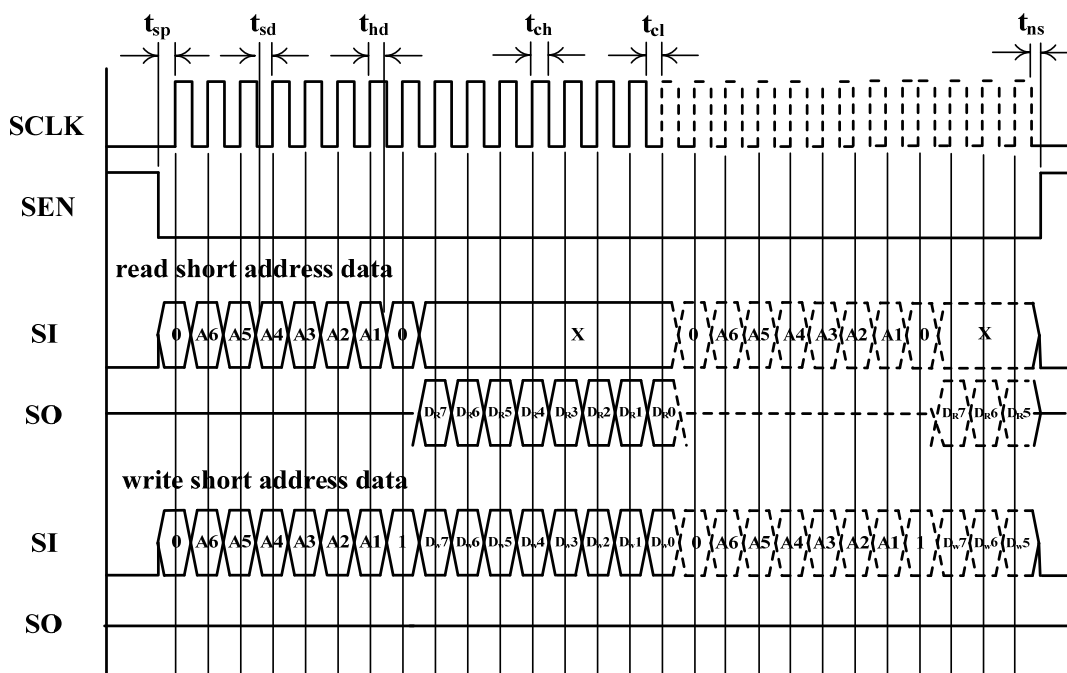 tsp tsd thd tch tcl tns
SCLK
SEN
read short address data
SI 0 A6 A5 A4 A3 A2 A1 0 X 0 A6 A5 A4 A3 A2 A1 0 X
SO DR7 DR6 DR5 DR4 DR3 DR2 DR1 DR0 DR7 DR6 DR5
write short address data
SI 0 A6 A5 A4 A3 A2 A1 1 Dw7 Dw6 Dw5 Dw4 Dw3 Dw2 Dw1 Dw0 0 A6 A5 A4 A3 A2 A1 1 Dw7 Dw6 Dw5
SO